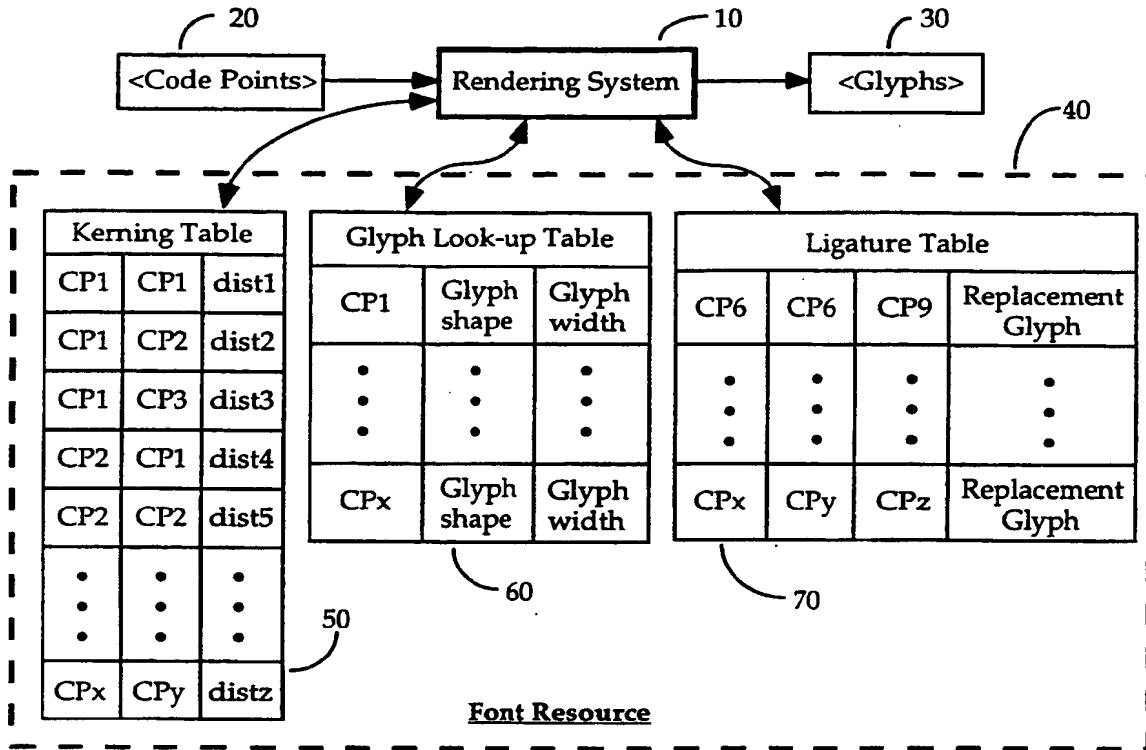 20
10
30
<Code Points>
Rendering System
<Glyphs>
40
Kerning Table
CP1 CP1 dist1
CP1 CP2 dist2
CP1 CP3 dist3
CP2 CP1 dist4
CP2 CP2 dist5
CPx CPy distz
50
Glyph Look-up Table
CP1 Glyph shape Glyph width
CPx Glyph shape Glyph width
60
Ligature Table
CP6 CP6 CP9 Replacement Glyph
CPx CPy CPz Replacement Glyph
70
Font Resource